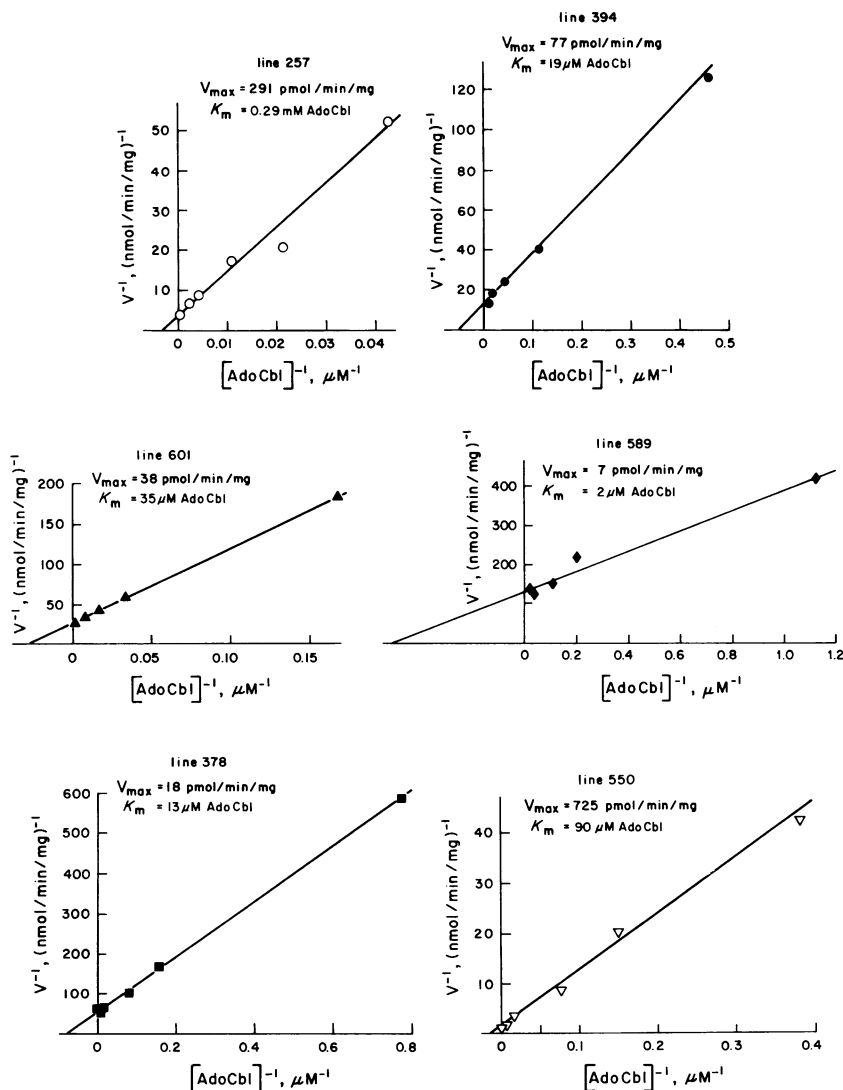 line 257
Vmax = 291 pmol/min/mg
Km = 0.29 mM AdoCbl
V⁻¹, (nmol/min/mg)⁻¹
50
40
30
20
10
0
0.01
0.02
0.03
0.04
[AdoCbl]⁻¹, μM⁻¹
line 394
Vmax = 77 pmol/min/mg
Km = 19 μM AdoCbl
V⁻¹, (nmol/min/mg)⁻¹
120
100
80
60
40
20
0
0.1
0.2
0.3
0.4
0.5
[AdoCbl]⁻¹, μM⁻¹
line 601
Vmax = 38 pmol/min/mg
Km = 35 μM AdoCbl
V⁻¹, (nmol/min/mg)⁻¹
200
150
100
50
0
0.05
0.10
0.15
[AdoCbl]⁻¹, μM⁻¹
line 589
Vmax = 7 pmol/min/mg
Km = 2 μM AdoCbl
V⁻¹, (nmol/min/mg)⁻¹
400
300
200
100
0
0.2
0.4
0.6
0.8
1.0
1.2
[AdoCbl]⁻¹, μM⁻¹
line 378
Vmax = 18 pmol/min/mg
Km = 13 μM AdoCbl
V⁻¹, (nmol/min/mg)⁻¹
600
500
400
300
200
100
0
0.2
0.4
0.6
0.8
[AdoCbl]⁻¹, μM⁻¹
line 550
Vmax = 725 pmol/min/mg
Km = 90 μM AdoCbl
V⁻¹, (nmol/min/mg)⁻¹
40
30
20
10
0
0.1
0.2
0.3
0.4
[AdoCbl]⁻¹, μM⁻¹